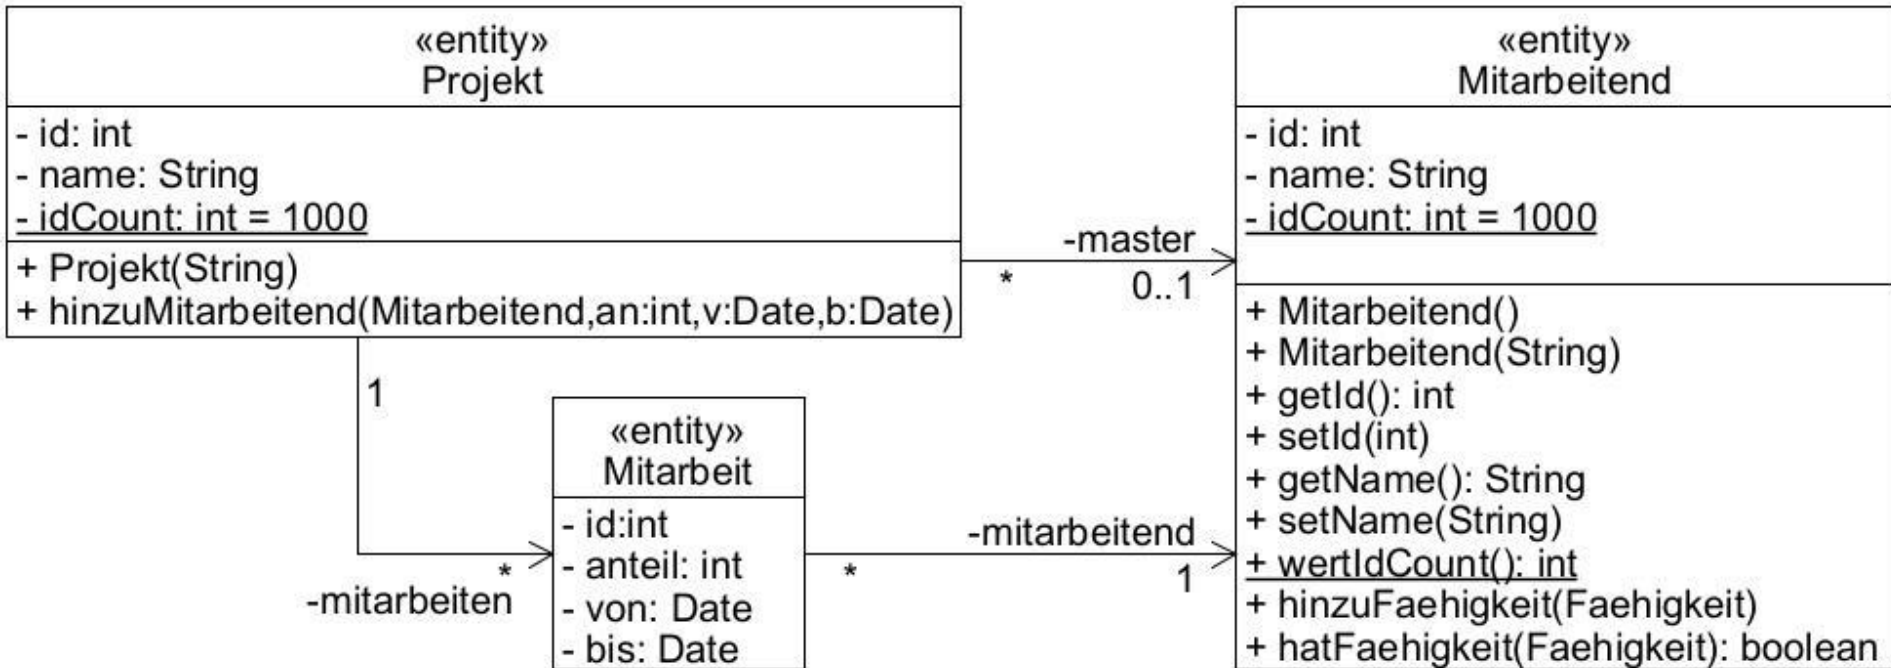 «entity»
Projekt
- id: int
- name: String
- idCount: int = 1000
+ Projekt(String)
+ hinzuMitarbeitend(Mitarbeitend,an:int,v:Date,b:Date)
-master
*
0..1
«entity»
Mitarbeitend
- id: int
- name: String
- idCount: int = 1000
+ Mitarbeitend()
+ Mitarbeitend(String)
+ getId(): int
+ setId(int)
+ getName(): String
+ setName(String)
+ wertIdCount(): int
+ hinzuFaehigkeit(Faehigkeit)
+ hatFaehigkeit(Faehigkeit): boolean
1
*
-mitarbeiten
«entity»
Mitarbeit
- id:int
- anteil: int
- von: Date
- bis: Date
-mitarbeitend
*
1